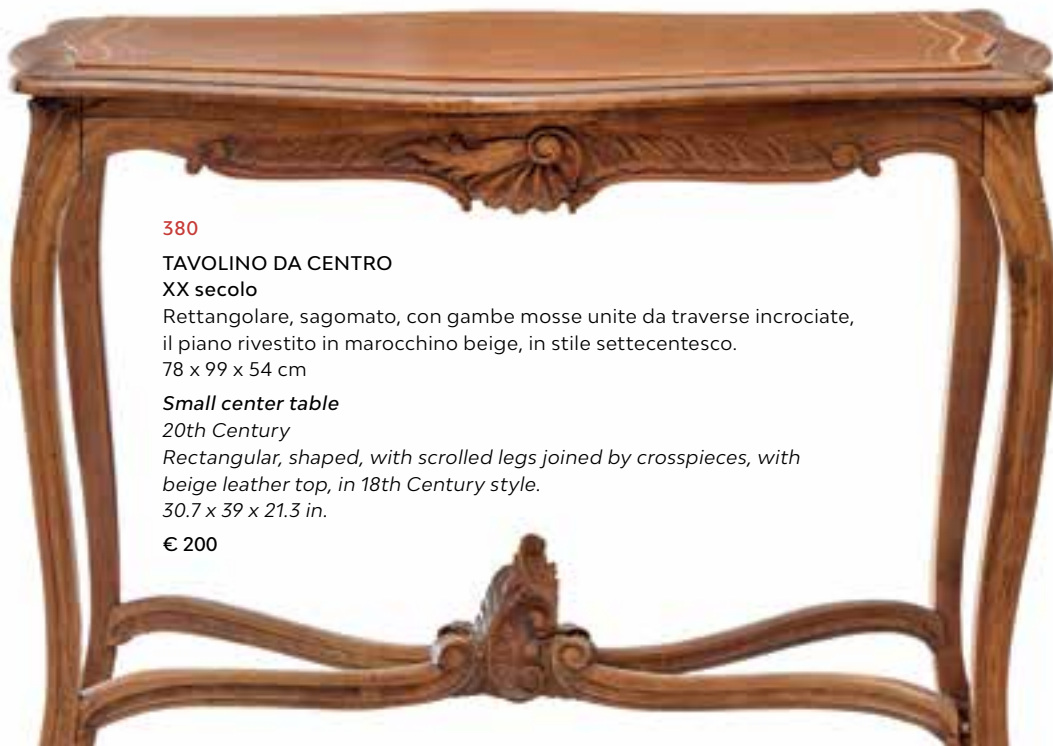 380
TAVOLINO DA CENTRO
XX secolo
Rettangolare, sagomato, con gambe mosse unite da traverse incrociate,
il piano rivestito in marocchino beige, in stile settecentesco.
78 x 99 x 54 cm
Small center table
20th Century
Rectangular, shaped, with scrolled legs joined by crosspieces, with
beige leather top, in 18th Century style.
30.7 x 39 x 21.3 in.
€ 200